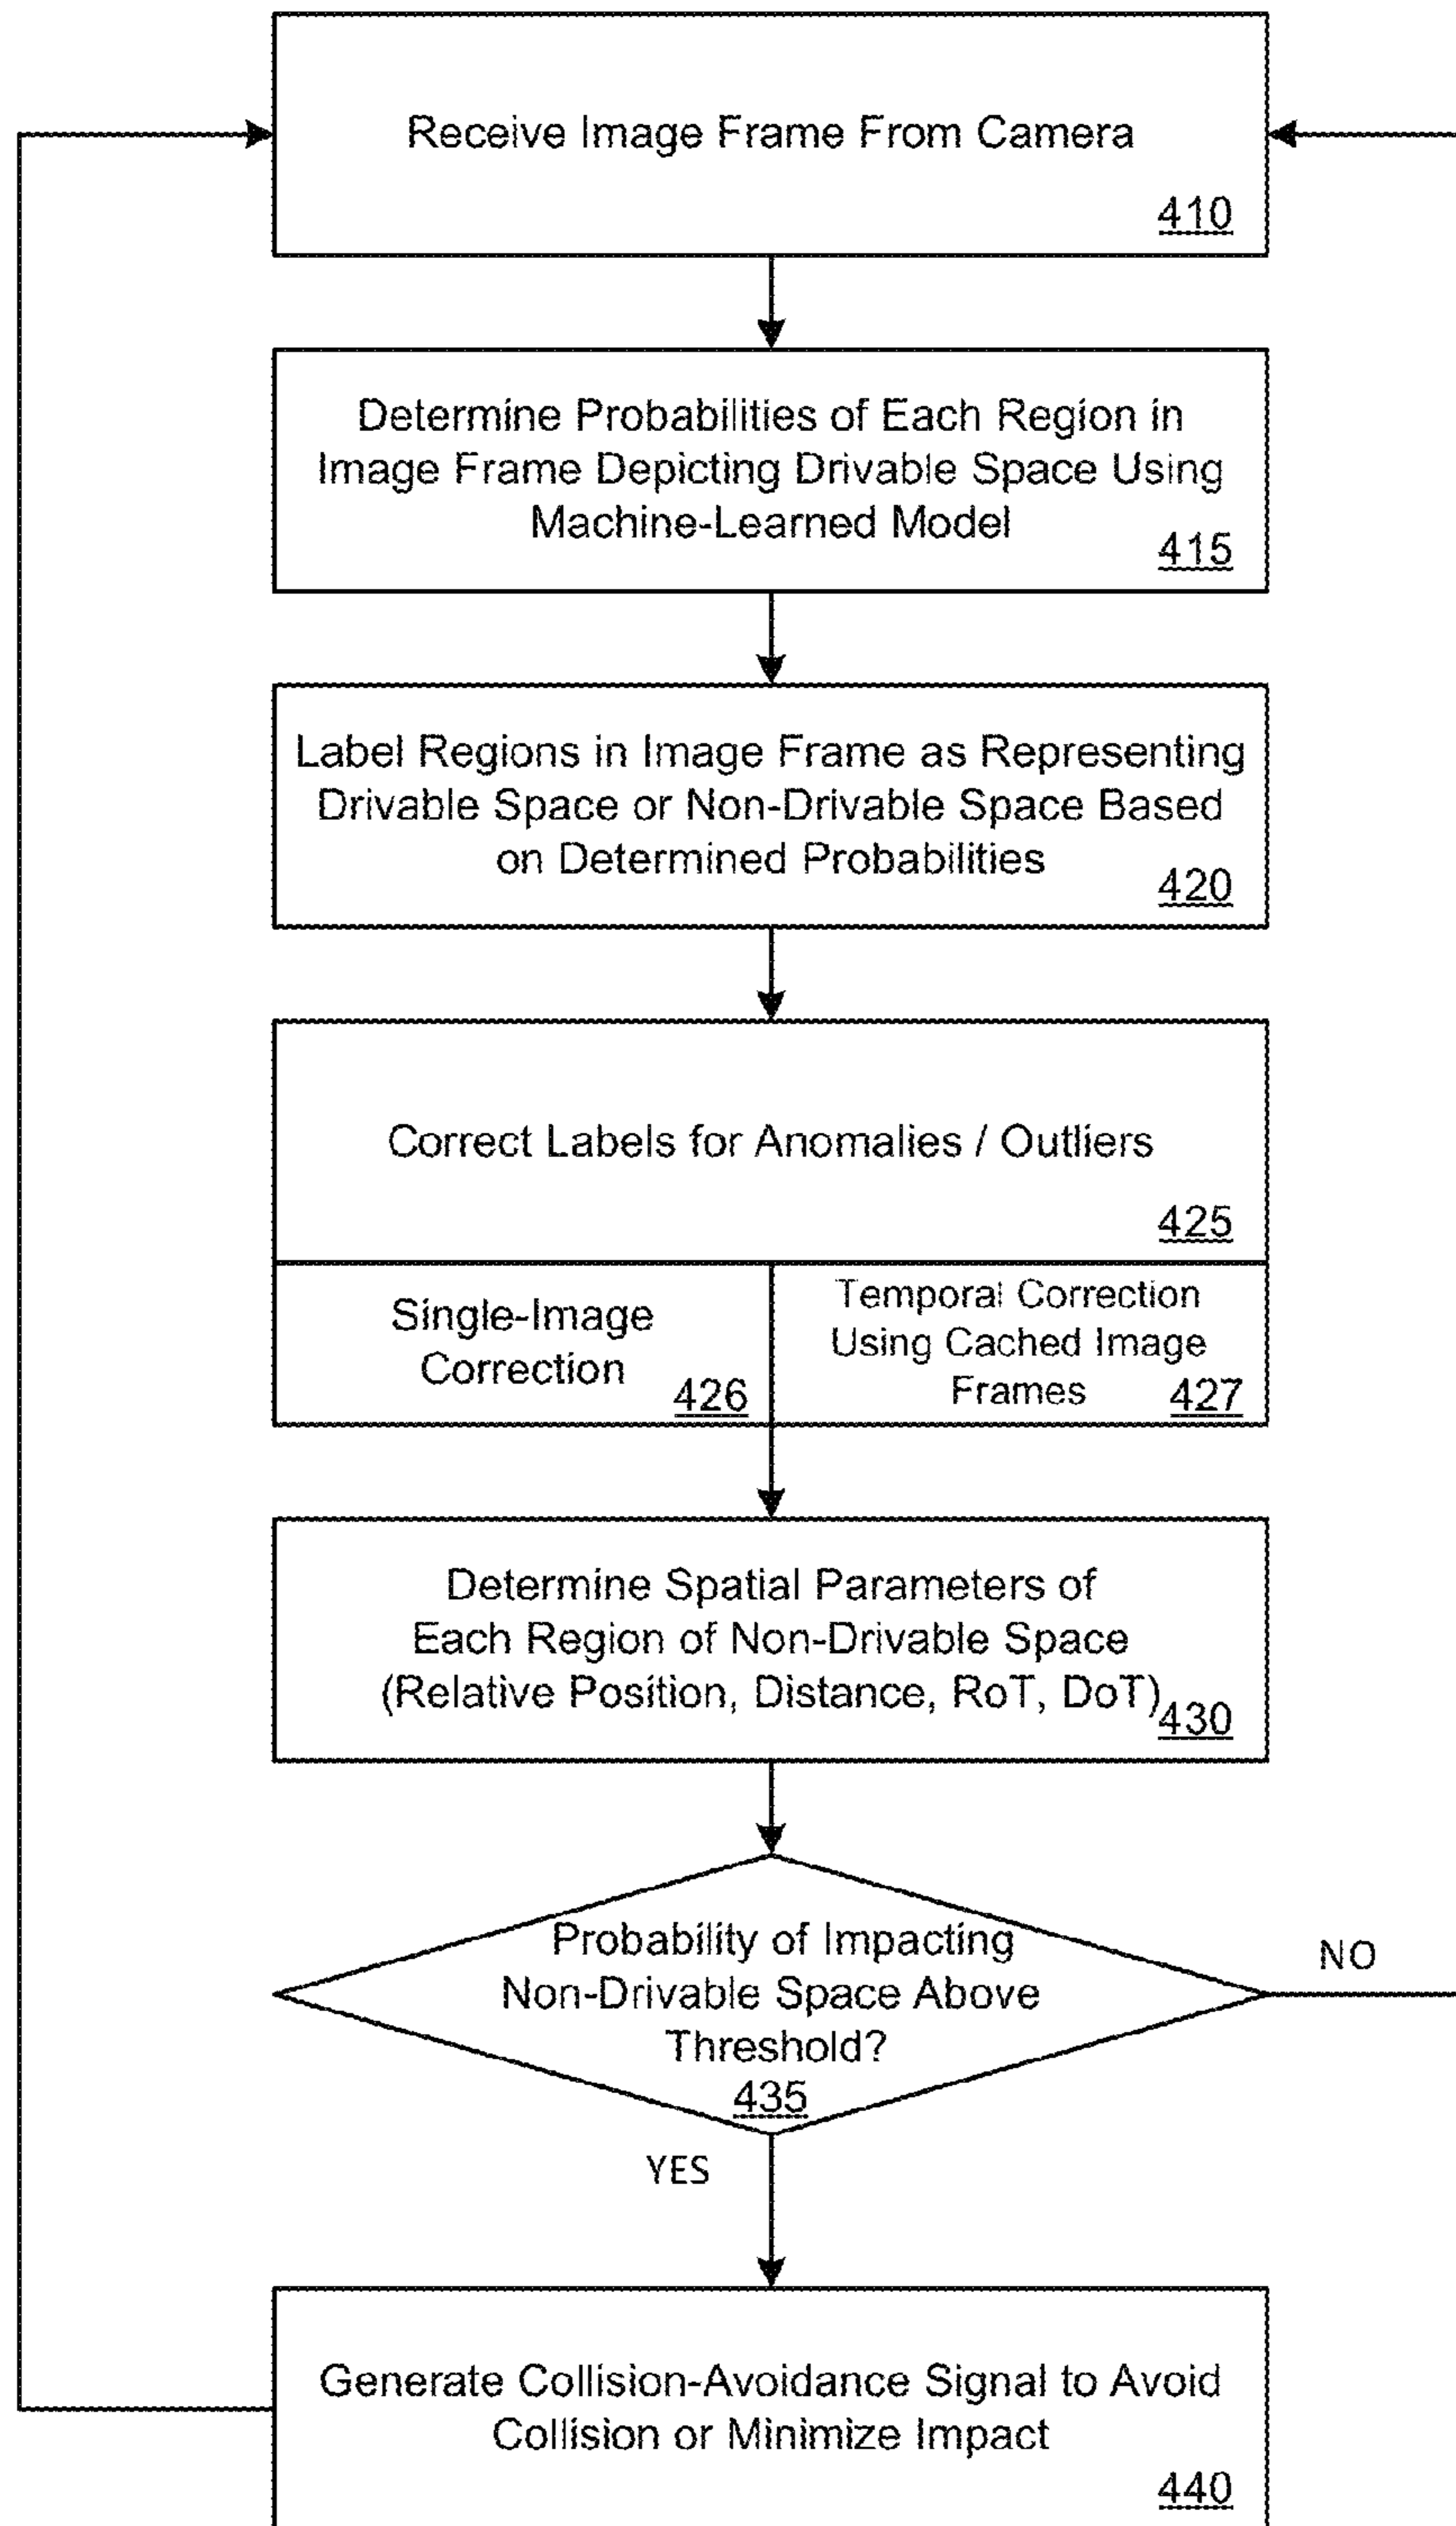 Receive Image Frame From Camera
410
Determine Probabilities of Each Region in
Image Frame Depicting Drivable Space Using
Machine-Learned Model
415
Label Regions in Image Frame as Representing
Drivable Space or Non-Drivable Space Based
on Determined Probabilities
420
Correct Labels for Anomalies / Outliers
425
Single-Image
Correction
426
Temporal Correction
Using Cached Image
Frames
427
Determine Spatial Parameters of
Each Region of Non-Drivable Space
(Relative Position, Distance, RoT, DoT)
430
Probability of Impacting
Non-Drivable Space Above
Threshold?
435
NO
YES
Generate Collision-Avoidance Signal to Avoid
Collision or Minimize Impact
440